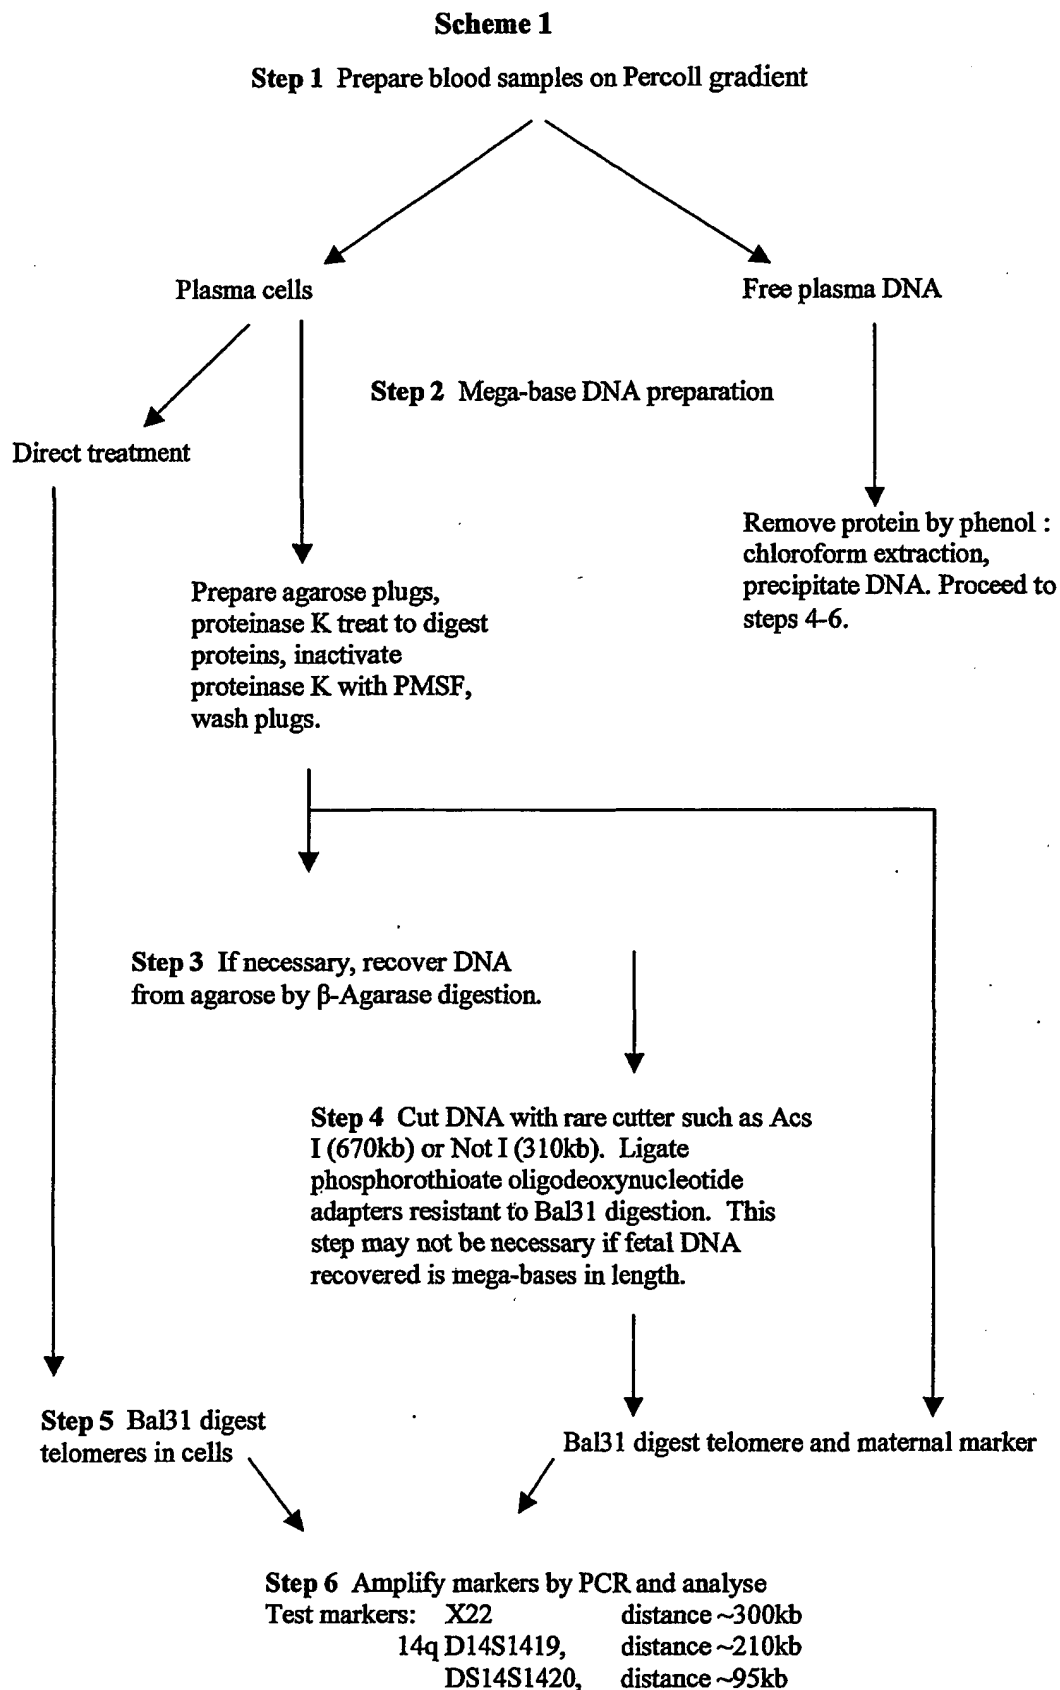 Scheme 1
Step 1 Prepare blood samples on Percoll gradient
Plasma cells
Free plasma DNA
Step 2 Mega-base DNA preparation
Direct treatment
Remove protein by phenol :
chloroform extraction,
precipitate DNA. Proceed to
steps 4-6.
Prepare agarose plugs,
proteinase K treat to digest
proteins, inactivate
proteinase K with PMSF,
wash plugs.
Step 3 If necessary, recover DNA
from agarose by β-Agarase digestion.
Step 4 Cut DNA with rare cutter such as Acs
I (670kb) or Not I (310kb). Ligate
phosphorothioate oligodeoxynucleotide
adapters resistant to Bal31 digestion. This
step may not be necessary if fetal DNA
recovered is mega-bases in length.
Step 5 Bal31 digest
telomeres in cells
Bal31 digest telomere and maternal marker
Step 6 Amplify markers by PCR and analyse
Test markers: X22 distance ~300kb
14q D14S1419, distance ~210kb
DS14S1420, distance ~95kb